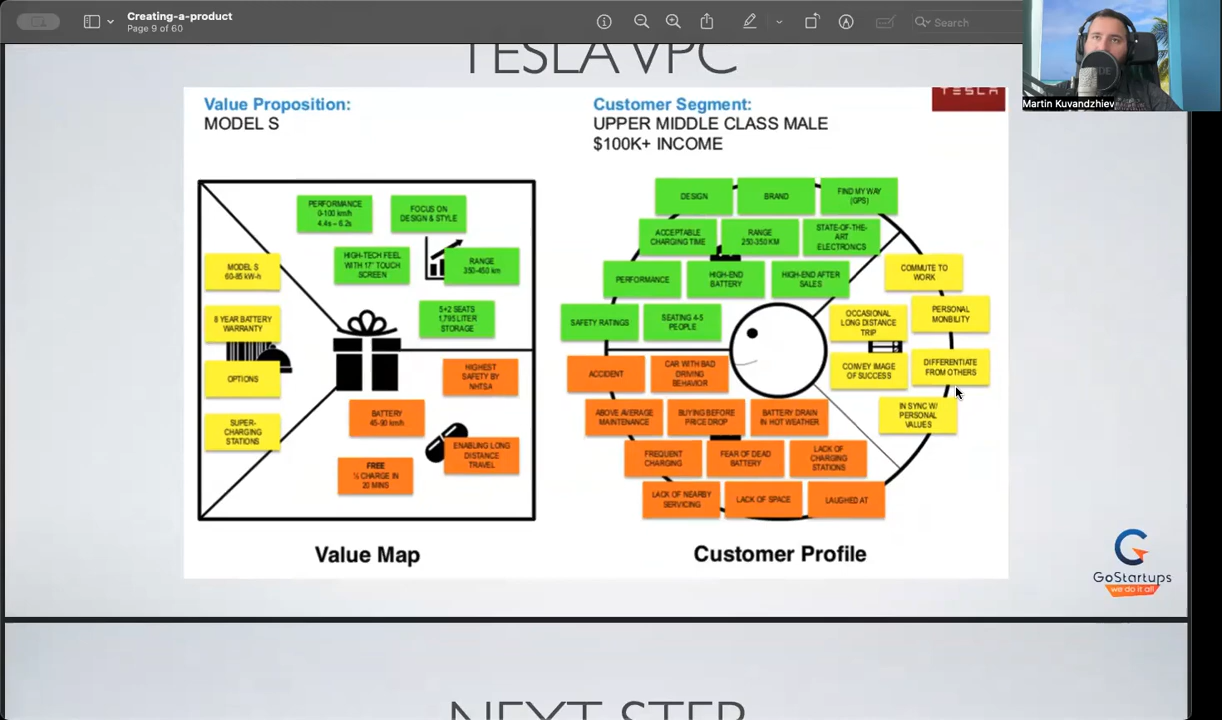 Creating-a-product
Page 9 of 60
Search
Martin Kuvandzhiev
TESLA VPC
Value Proposition:
MODEL S
Customer Segment:
UPPER MIDDLE CLASS MALE
$100K+ INCOME
TESLA
PERFORMANCE
0-100 km/h
4.4s – 6.2s
FOCUS ON
DESIGN & STYLE
HIGH-TECH FEEL
WITH 17" TOUCH
SCREEN
RANGE
350-450 km
5+2 SEATS
1,795 LITER
STORAGE
MODEL S
60-85 kW-h
8 YEAR BATTERY
WARRANTY
OPTIONS
SUPER-
CHARGING
STATIONS
HIGHEST
SAFETY BY
NHTSA
BATTERY
45-90 km/h
ENABLING LONG
DISTANCE
TRAVEL
FREE
½ CHARGE IN
20 MINS
Value Map
DESIGN
BRAND
FIND MY WAY
(GPS)
ACCEPTABLE
CHARGING TIME
RANGE
250-350 KM
STATE-OF-THE-
ART
ELECTRONICS
PERFORMANCE
HIGH-END
BATTERY
HIGH-END AFTER
SALES
SAFETY RATINGS
SEATING 4-5
PEOPLE
COMMUTE TO
WORK
OCCASIONAL
LONG DISTANCE
TRIP
PERSONAL
MONBILITY
CONVEY IMAGE
OF SUCCESS
DIFFERENTIATE
FROM OTHERS
IN SYNC W/
PERSONAL
VALUES
ACCIDENT
CAR WITH BAD
DRIVING
BEHAVIOR
ABOVE AVERAGE
MAINTENANCE
BUYING BEFORE
PRICE DROP
BATTERY DRAIN
IN HOT WEATHER
FREQUENT
CHARGING
FEAR OF DEAD
BATTERY
LACK OF
CHARGING
STATIONS
LACK OF NEARBY
SERVICING
LACK OF SPACE
LAUGHED AT
Customer Profile
GoStartups
we do it all
NEXT STEP